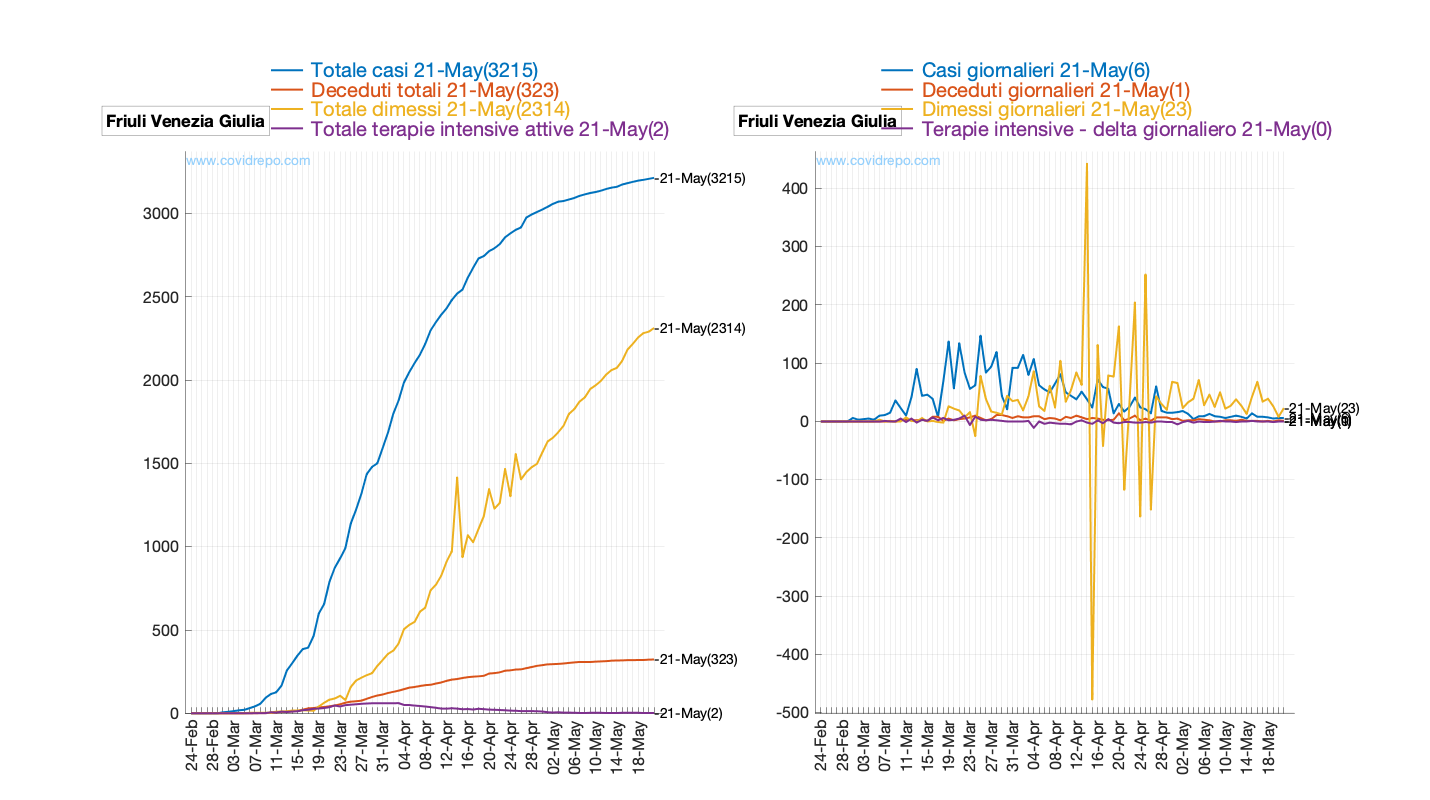 Totale casi 21-May(3215)
Deceduti totali 21-May(323)
Totale dimessi 21-May(2314)
Totale terapie intensive attive 21-May(2)
Friuli Venezia Giulia
www.covidrepo.com
3000
2500
2000
1500
1000
500
0
21-May(3215)
21-May(2314)
21-May(323)
21-May(2)
24-Feb
28-Feb
03-Mar
07-Mar
11-Mar
15-Mar
19-Mar
23-Mar
27-Mar
31-Mar
04-Apr
08-Apr
12-Apr
16-Apr
20-Apr
24-Apr
28-Apr
02-May
06-May
10-May
14-May
18-May
Casi giornalieri 21-May(6)
Deceduti giornalieri 21-May(1)
Dimessi giornalieri 21-May(23)
Terapie intensive - delta giornaliero 21-May(0)
Friuli Venezia Giulia
www.covidrepo.com
400
300
200
100
0
-100
-200
-300
-400
-500
21-May(23)
24-Feb
28-Feb
03-Mar
07-Mar
11-Mar
15-Mar
19-Mar
23-Mar
27-Mar
31-Mar
04-Apr
08-Apr
12-Apr
16-Apr
20-Apr
24-Apr
28-Apr
02-May
06-May
10-May
14-May
18-May